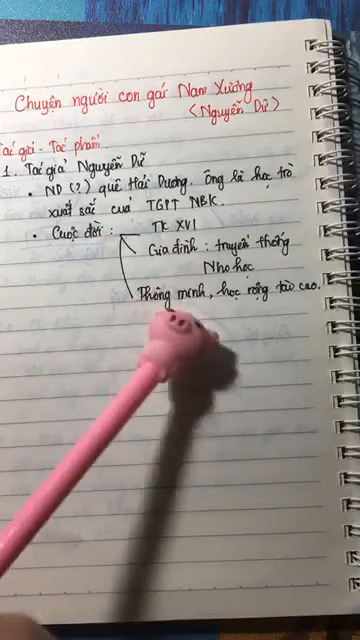 Chuyện người con gái Nam Xương
(Nguyễn Dữ)
Tác giả - Tác phẩm
1. Tác giả Nguyễn Dữ
• ND (?) quê Hải Dương. Ông là học trò
xuất sắc của TGPT NBK.
• Cuộc đời : TK XVI
Gia đình : truyền thống
Nho học
Thông minh, học rộng tài cao.